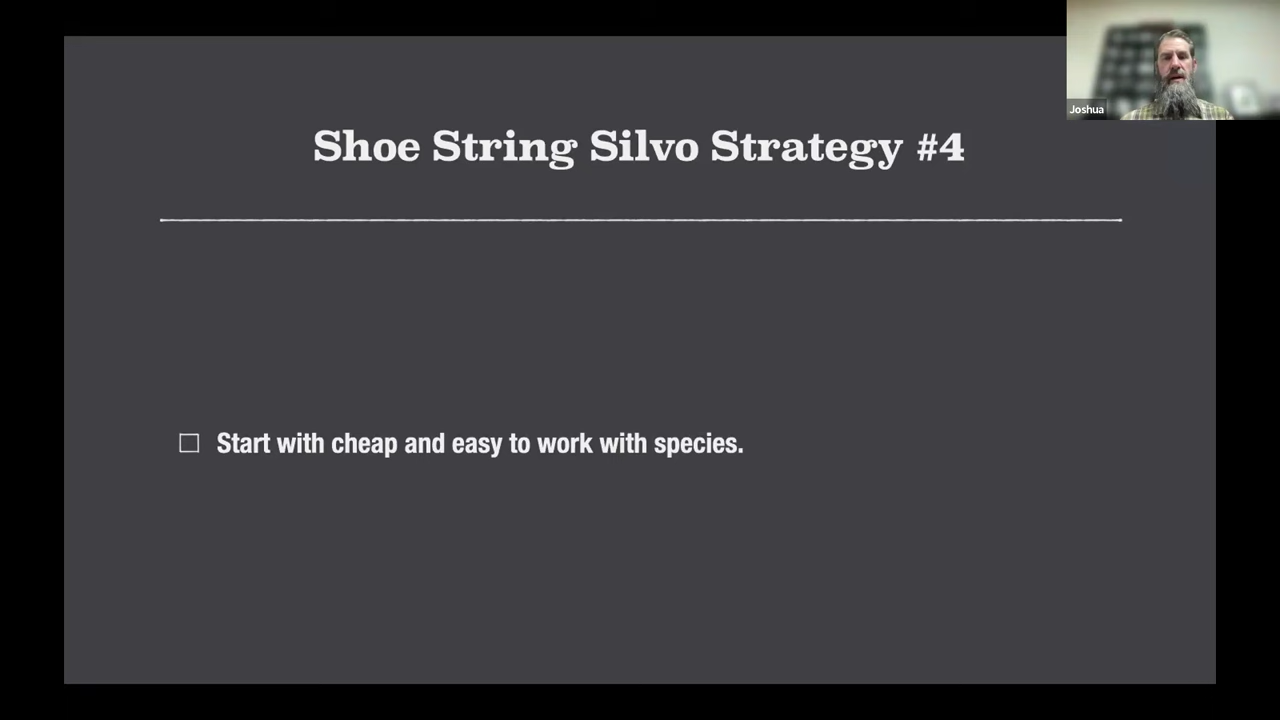 Joshua
Shoe String Silvo Strategy #4
Start with cheap and easy to work with species.